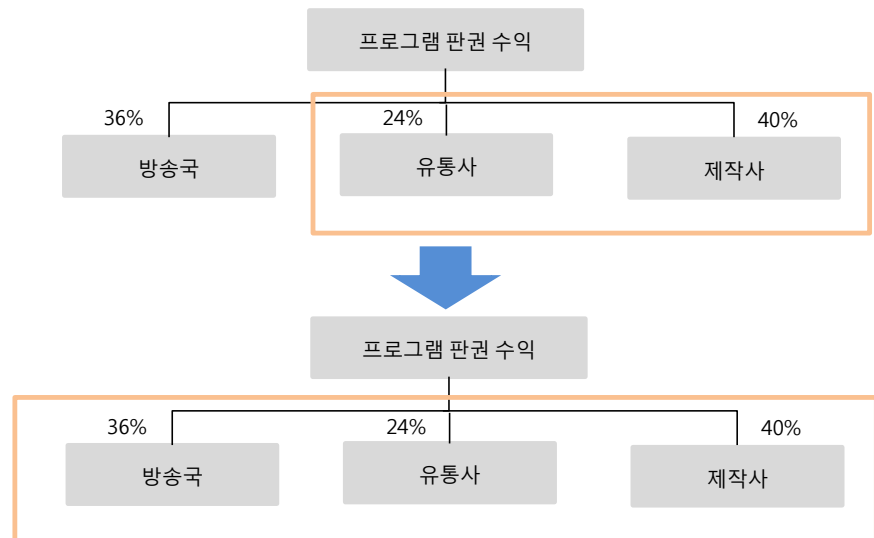 프로그램 판권 수익
36%
24%
40%
방송국
유통사
제작사
프로그램 판권 수익
36%
24%
40%
방송국
유통사
제작사